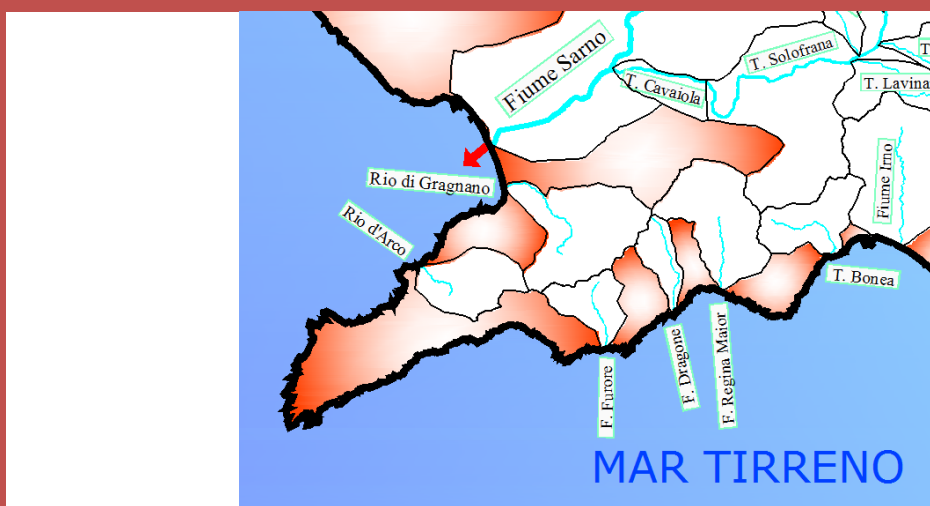 Fiume Sarno
T. Solofrana
T. Cavaiola
T. Lavina
Fiume Irno
Rio di Gragnano
Rio d'Arco
T. Bonea
F. Furore
F. Dragone
F. Regina Maior
MAR TIRRENO